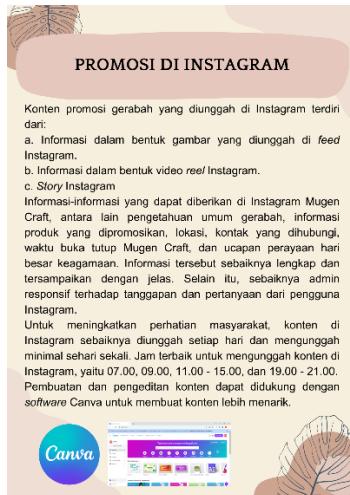 PROMOSI DI INSTAGRAM
Konten promosi gerabah yang diunggah di Instagram terdiri
dari:
a. Informasi dalam bentuk gambar yang diunggah di feed
Instagram.
b. Informasi dalam bentuk video reel Instagram.
c. Story Instagram
Informasi-informasi yang dapat diberikan di Instagram Mugen
Craft, antara lain pengetahuan umum gerabah, informasi
produk yang dipromosikan, lokasi, kontak yang dihubungi,
waktu buka tutup Mugen Craft, dan ucapan perayaan hari
besar keagamaan. Informasi tersebut sebaiknya lengkap dan
tersampaikan dengan jelas. Selain itu, sebaiknya admin
responsif terhadap tanggapan dan pertanyaan dari pengguna
Instagram.
Untuk meningkatkan perhatian masyarakat, konten di
Instagram sebaiknya diunggah setiap hari dan mengunggah
minimal sehari sekali. Jam terbaik untuk mengunggah konten di
Instagram, yaitu 07.00, 09.00, 11.00 - 15.00, dan 19.00 - 21.00.
Pembuatan dan pengeditan konten dapat didukung dengan
software Canva untuk membuat konten lebih menarik.
Canva